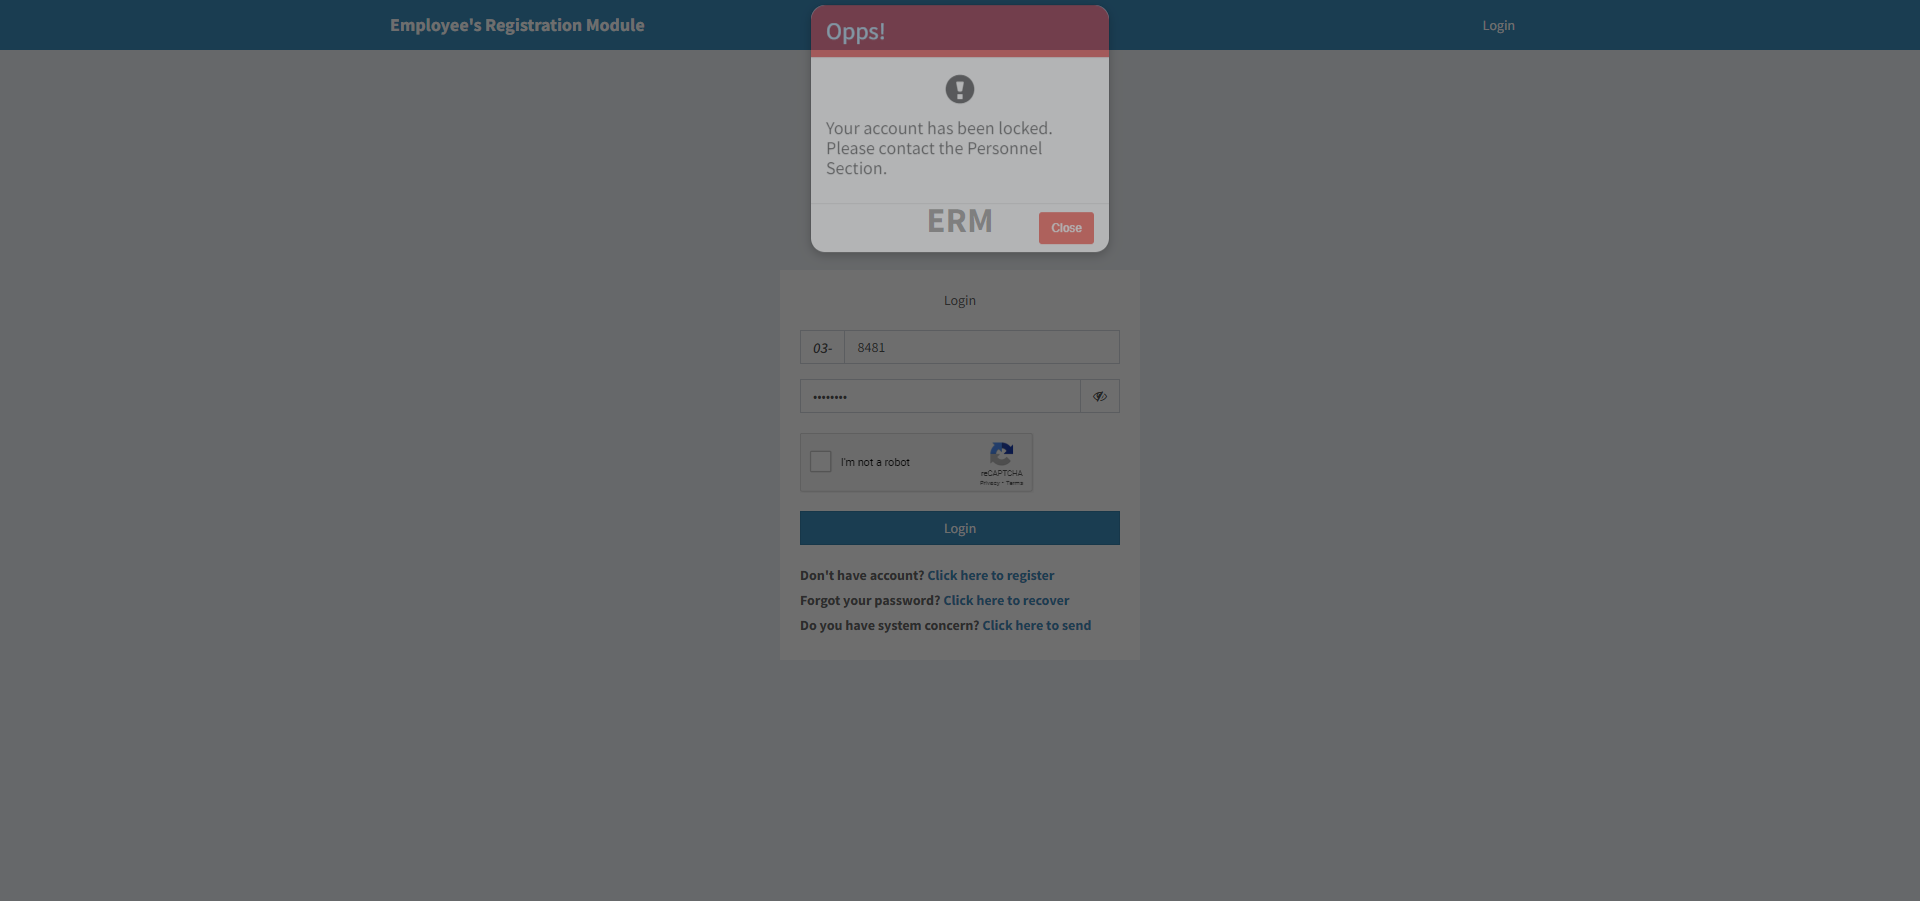 Employee's Registration Module
Login
Opps!
Your account has been locked.
Please contact the Personnel
Section.
ERM
Close
Login
03-
8481
••••••••
I'm not a robot
reCAPTCHA
Privacy - Terms
Login
Don't have account? Click here to register
Forgot your password? Click here to recover
Do you have system concern? Click here to send